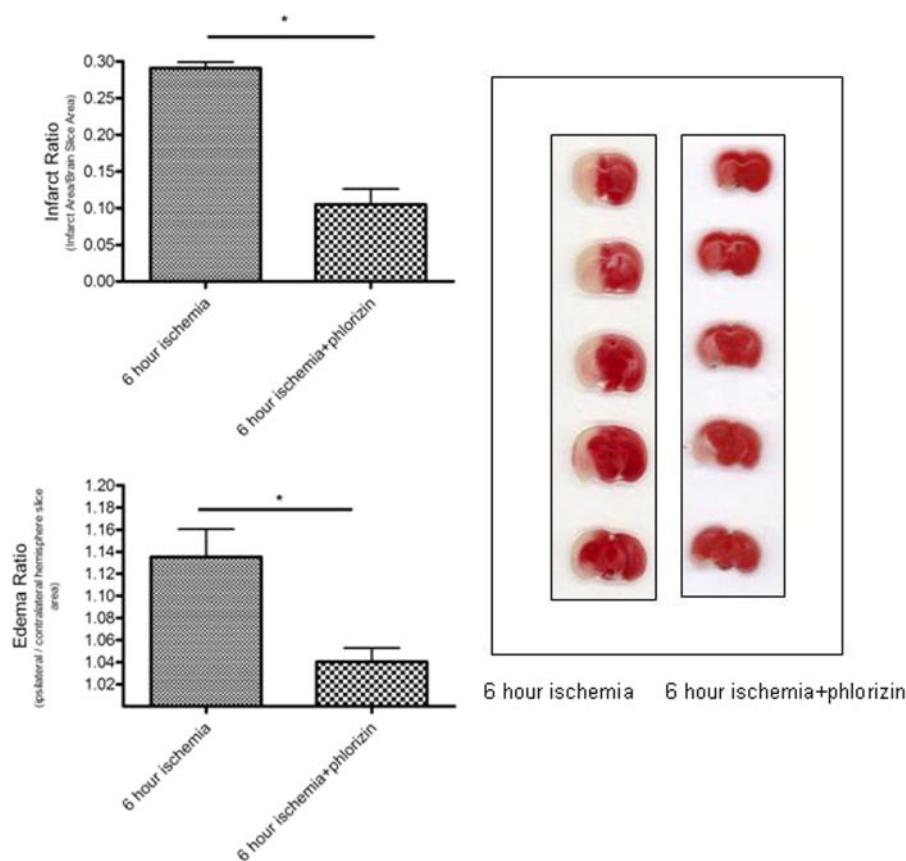 *
0.30
0.25
0.20
0.15
0.10
0.05
0.00
Infarct Ratio
(Infarct Area/Brain Slice Area)
6 hour ischemia
6 hour ischemia+phlorizin
*
1.20
1.18
1.16
1.14
1.12
1.10
1.08
1.06
1.04
1.02
Edema Ratio
(ipsilateral / contralateral hemisphere slice
area)
6 hour ischemia
6 hour ischemia+phlorizin
6 hour ischemia
6 hour ischemia+phlorizin